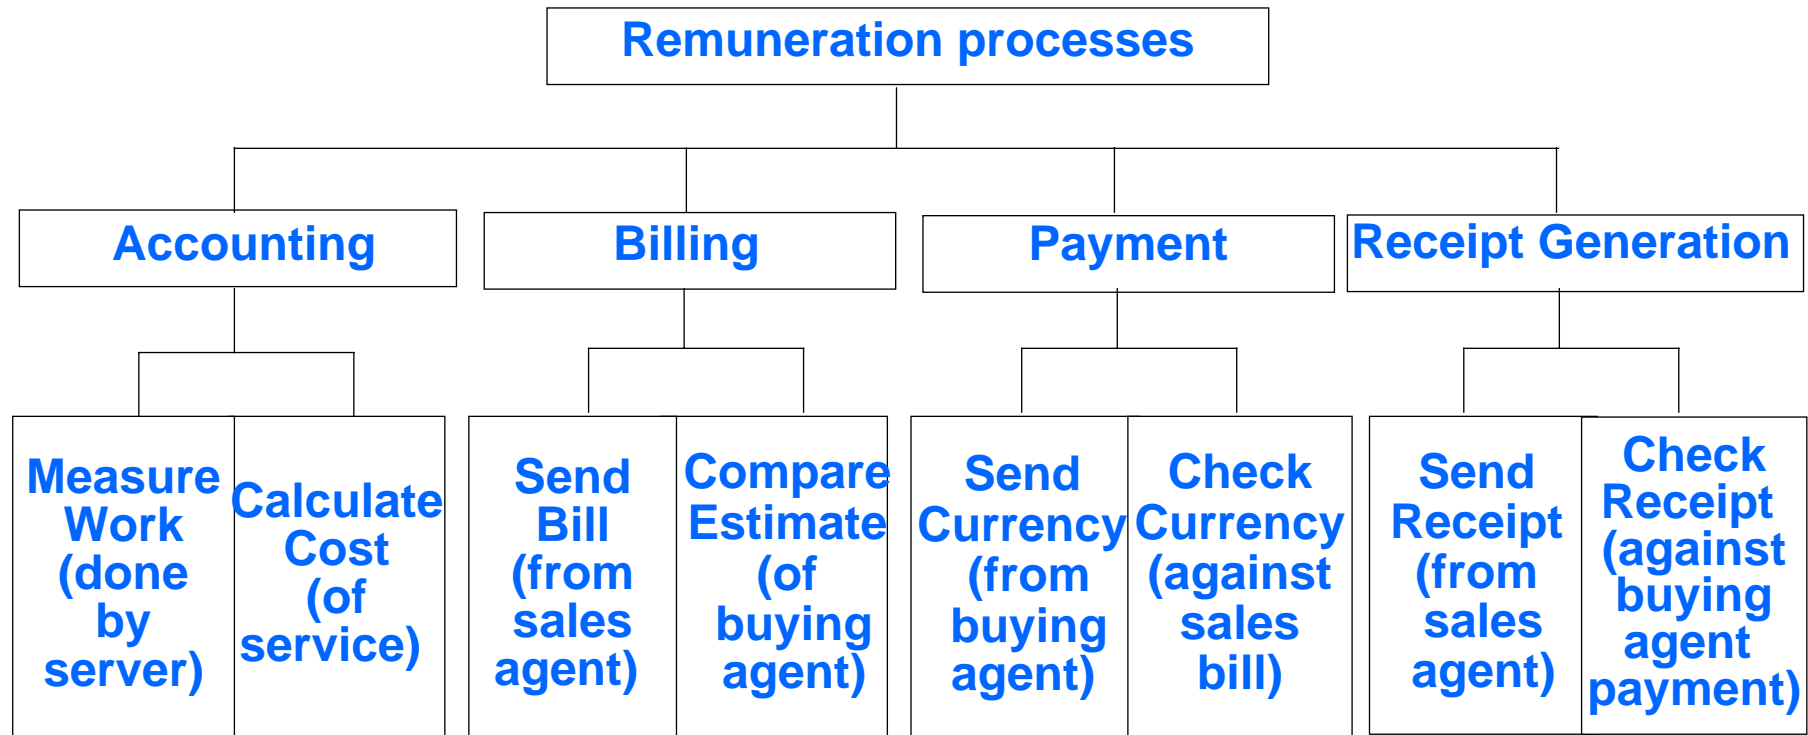 Remuneration processes
Accounting
Billing
Payment
Receipt Generation
Measure
Work
(done
by
server)
Calculate
Cost
(of
service)
Send
Bill
(from
sales
agent)
Compare
Estimate
(of
buying
agent)
Send
Currency
(from
buying
agent)
Check
Currency
(against
sales
bill)
Send
Receipt
(from
sales
agent)
Check
Receipt
(against
buying
agent
payment)